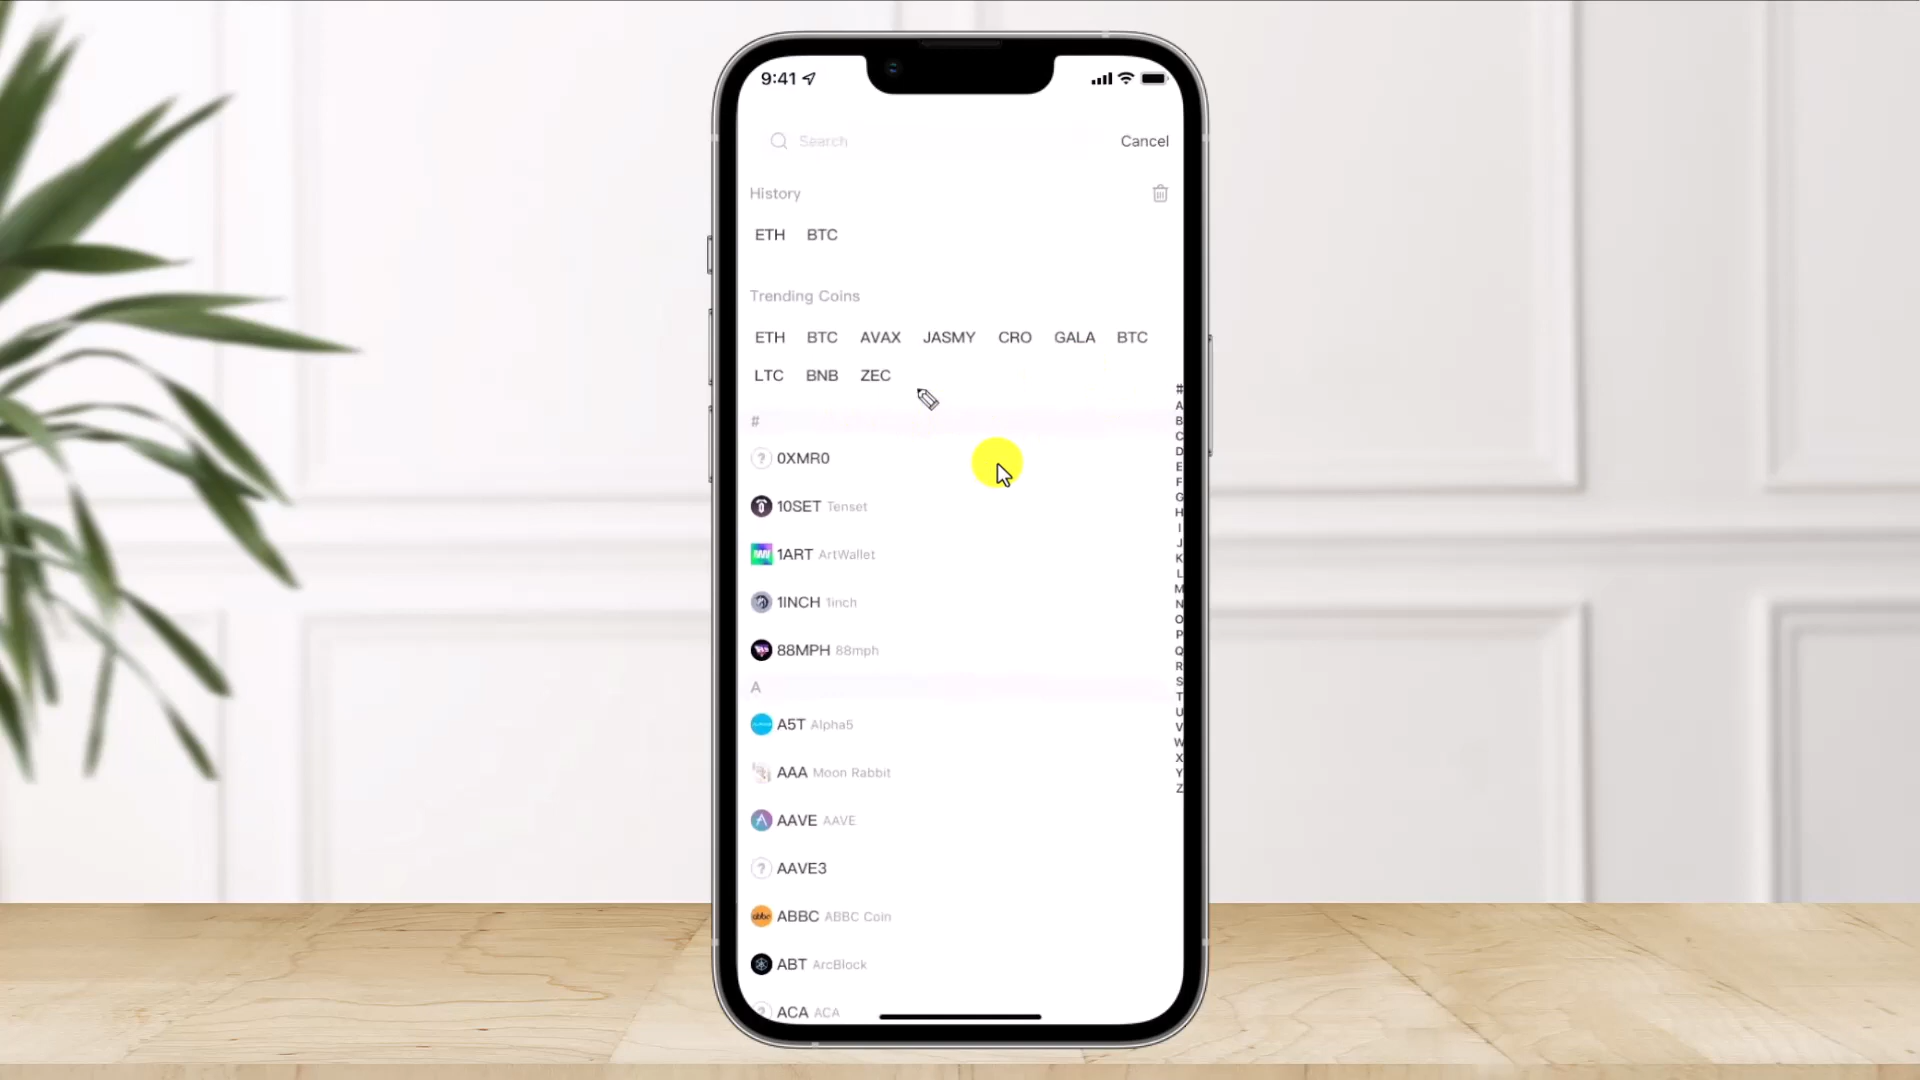 9:41
Search
Cancel
History
ETH BTC
Trending Coins
ETH BTC AVAX JASMY CRO GALA BTC
LTC BNB ZEC
#
? 0XMR0
10SET Tenset
1ART ArtWallet
1INCH 1inch
88MPH 88mph
A
A5T Alpha5
AAA Moon Rabbit
AAVE AAVE
? AAVE3
abbc ABBC ABBC Coin
ABT ArcBlock
? ACA ACA
#
A
B
C
D
E
F
G
H
I
J
K
L
M
N
O
P
Q
R
S
T
U
V
W
X
Y
Z